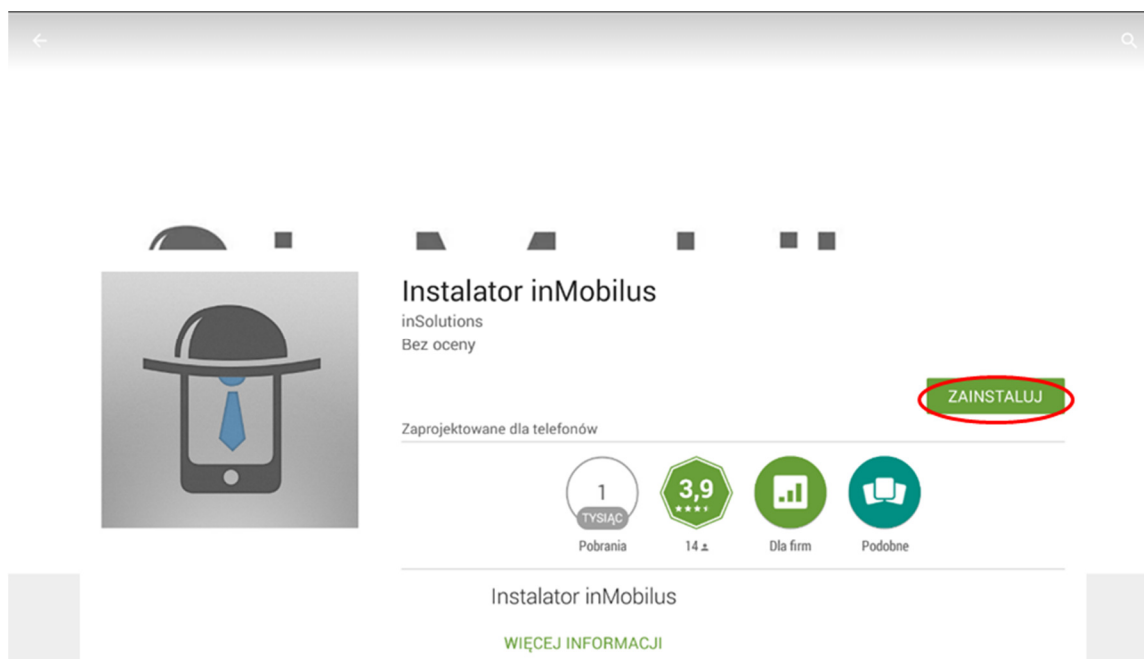 Instalator inMobilus
inSolutions
Bez oceny
ZAINSTALUJ
Zaprojektowane dla telefonów
1
TYSIĄC
3,9
Pobrania
14
Dla firm
Podobne
Instalator inMobilus
WIĘCEJ INFORMACJI